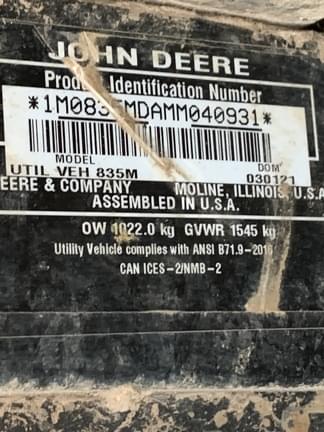 JOHN DEERE
Product Identification Number
MODEL DOM
UTIL VEH 835M 030121
DEERE & COMPANY MOLINE, ILLINOIS U.S.A.
ASSEMBLED IN U.S.A.
OW 1022.0 kg GVWR 1545 kg
Utility Vehicle complies with ANSI B71.9-2016
CAN ICES-2/NMB-2